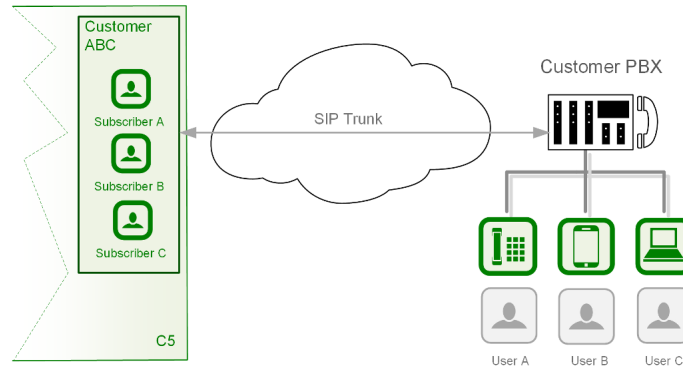 Customer
ABC
Subscriber A
Subscriber B
Subscriber C
C5
SIP Trunk
Customer PBX
User A
User B
User C